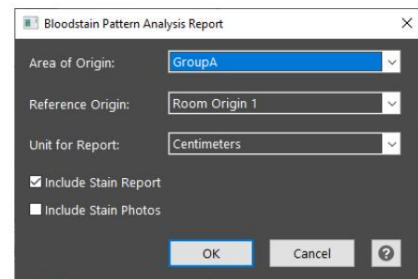 Bloodstain Pattern Analysis Report
Area of Origin: GroupA
Reference Origin: Room Origin 1
Unit for Report: Centimeters
Include Stain Report
Include Stain Photos
OK Cancel ?